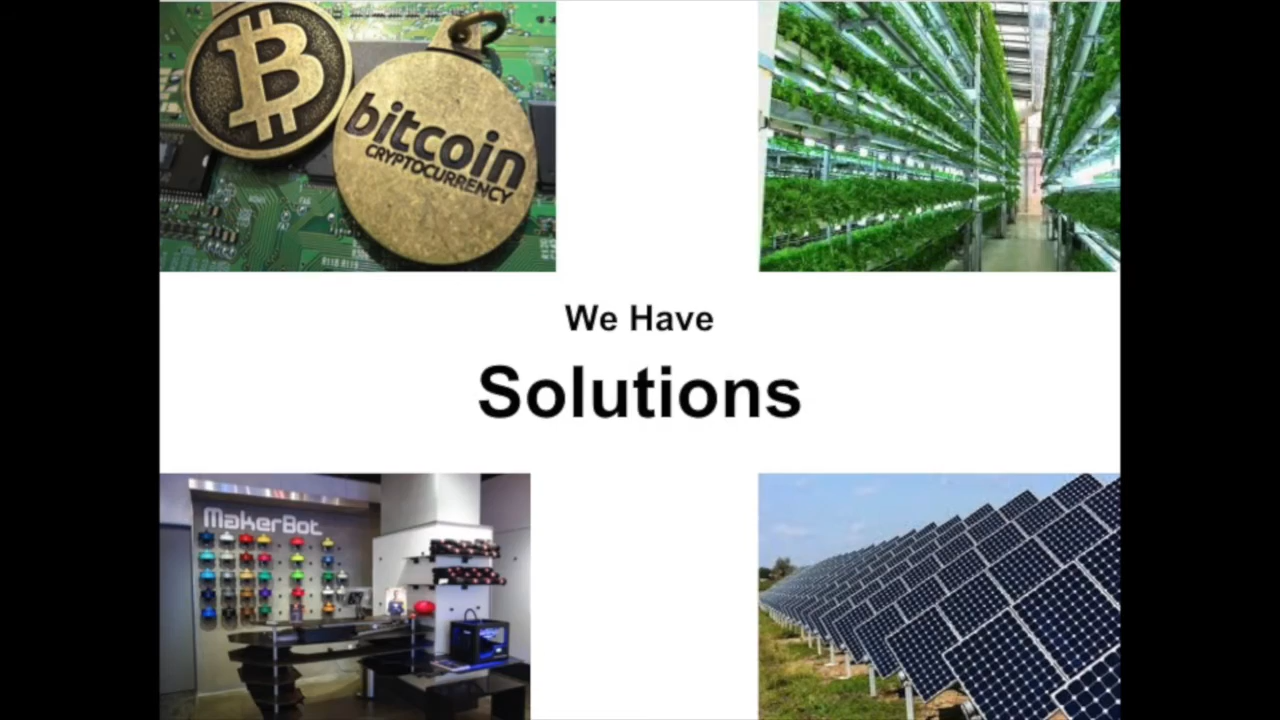 bitcoin
CRYPTOCURRENCY
We Have
Solutions
MakerBot